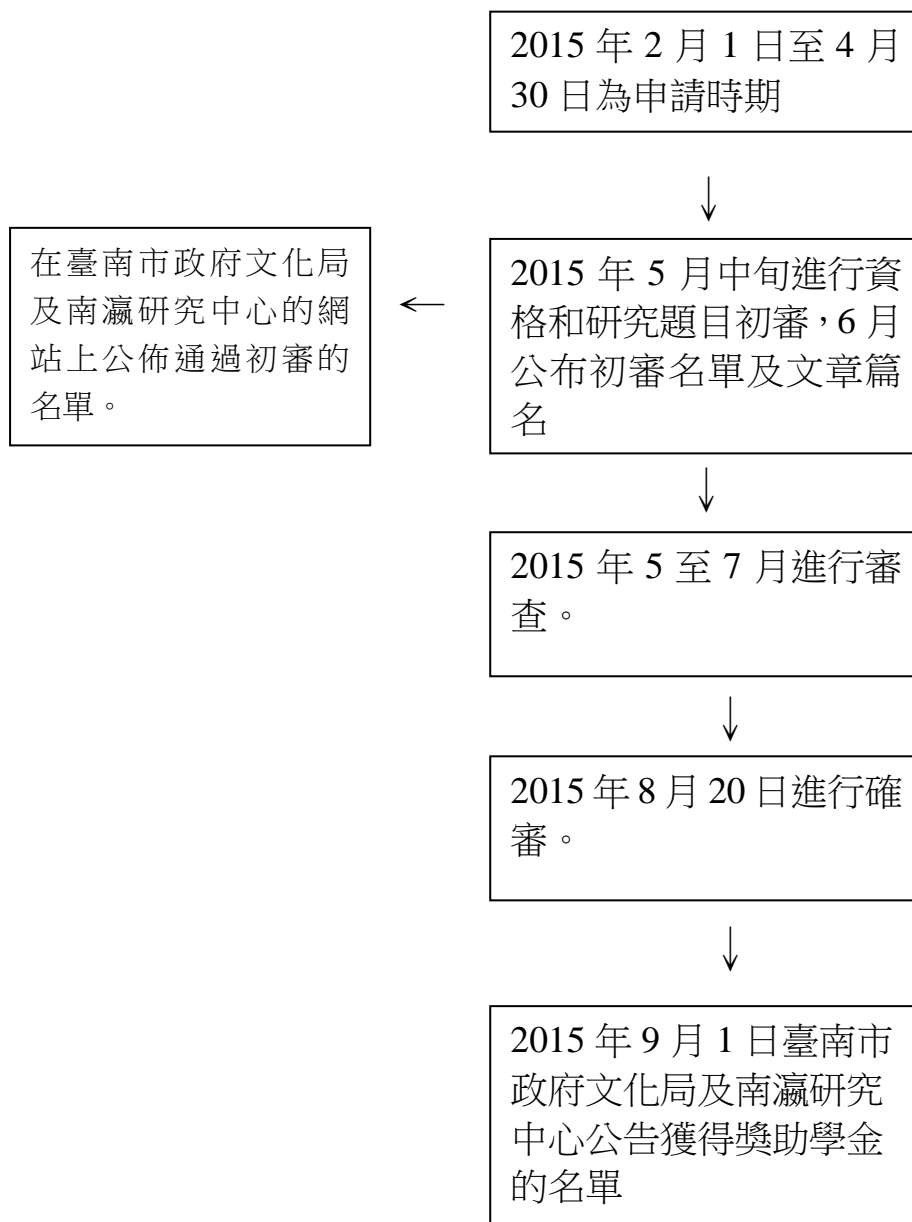 2015 年 2 月 1 日至 4 月
30 日為申請時期
↓
在臺南市政府文化局
及南瀛研究中心的網
站上公佈通過初審的
名單。
←
2015 年 5 月中旬進行資
格和研究題目初審，6 月
公布初審名單及文章篇
名
↓
2015 年 5 至 7 月進行審
查。
↓
2015 年 8 月 20 日進行確
審。
↓
2015 年 9 月 1 日臺南市
政府文化局及南瀛研究
中心公告獲得獎助學金
的名單